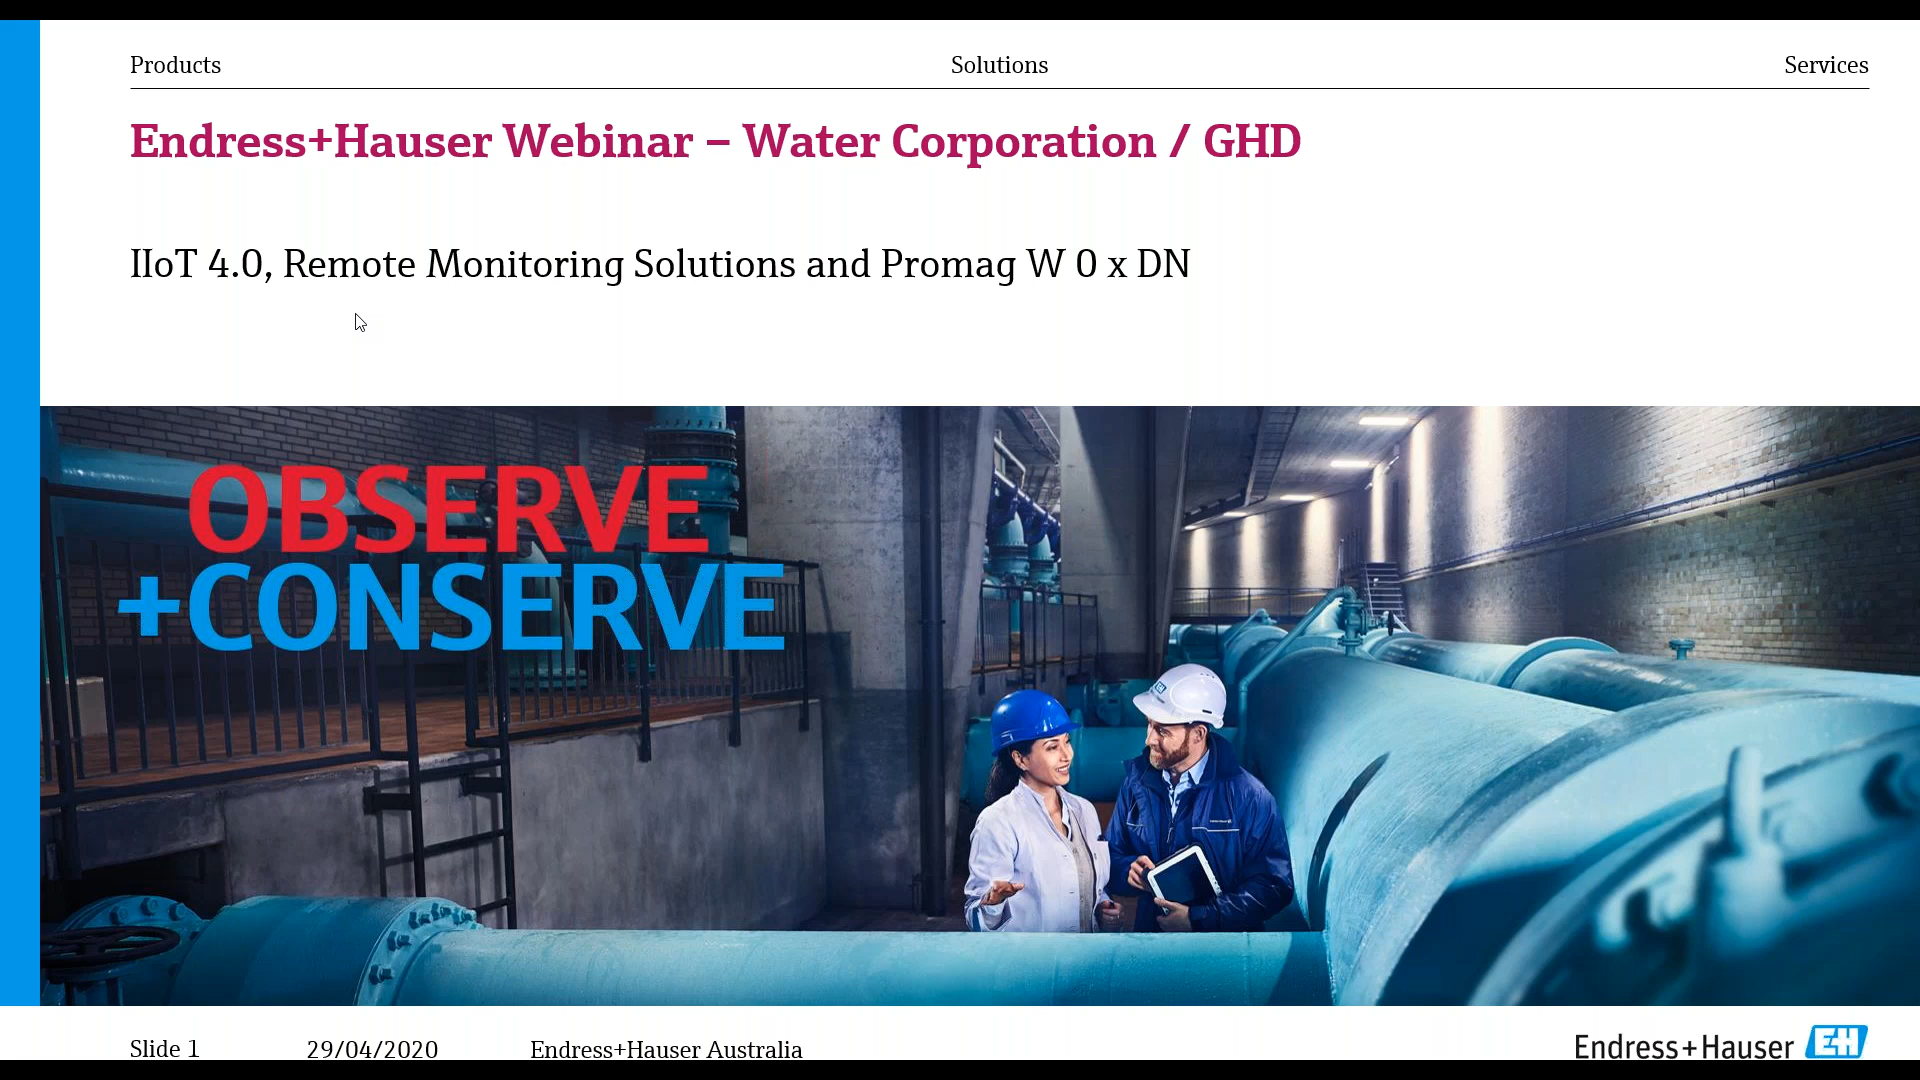 Products Solutions Services
Endress+Hauser Webinar – Water Corporation / GHD
IIoT 4.0, Remote Monitoring Solutions and Promag W 0 x DN
OBSERVE
+CONSERVE
Slide 1 29/04/2020 Endress+Hauser Australia
Endress+Hauser EH